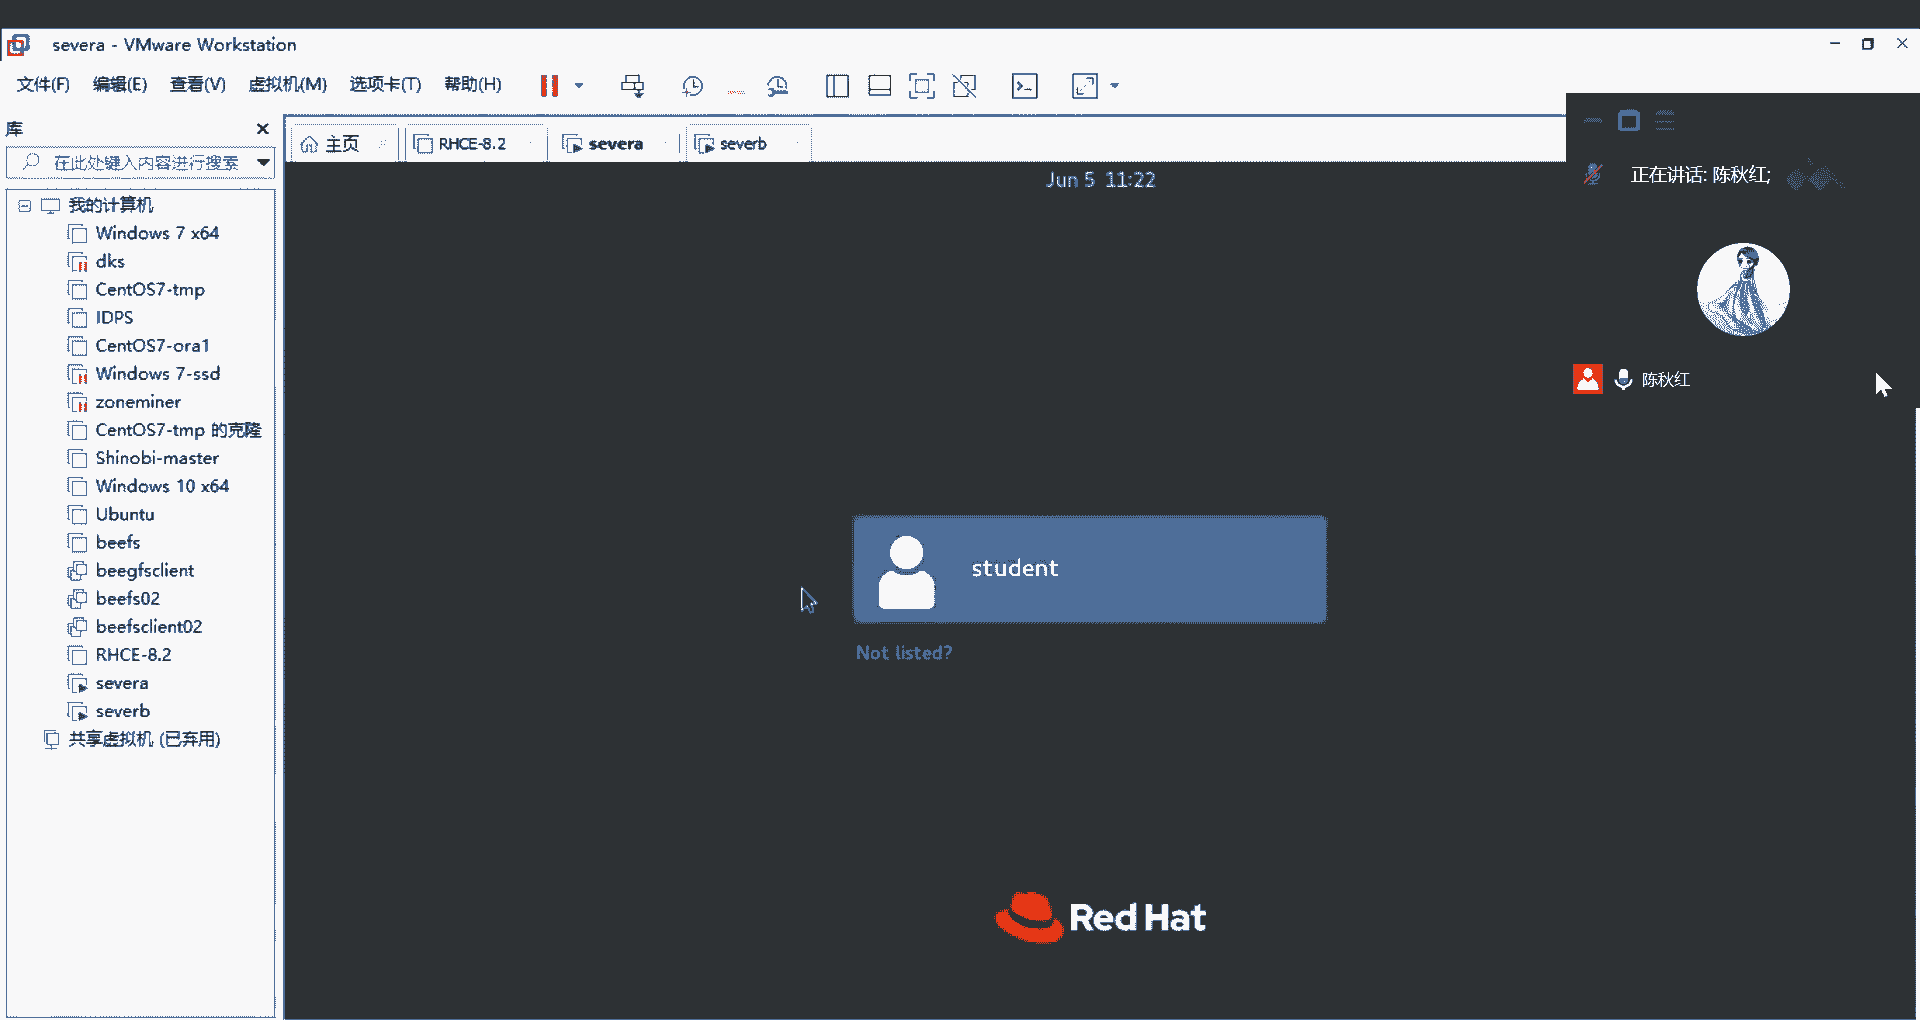 severa - VMware Workstation
文件(F) 编辑(E) 查看(V) 虚拟机(M) 选项卡(T) 帮助(H)
库
在此处键入内容进行搜索
我的计算机
Windows 7 x64
dks
CentOS7-tmp
IDPS
CentOS7-ora1
Windows 7-ssd
zoneminer
CentOS7-tmp 的克隆
Shinobi-master
Windows 10 x64
Ubuntu
beefs
beegfsclient
beefs02
beefsclient02
RHCE-8.2
severa
severb
共享虚拟机 (已弃用)
主页 RHCE-8.2 severa severb
Jun 5 11:22
student
Not listed?
Red Hat
正在讲话: 陈秋红;
陈秋红